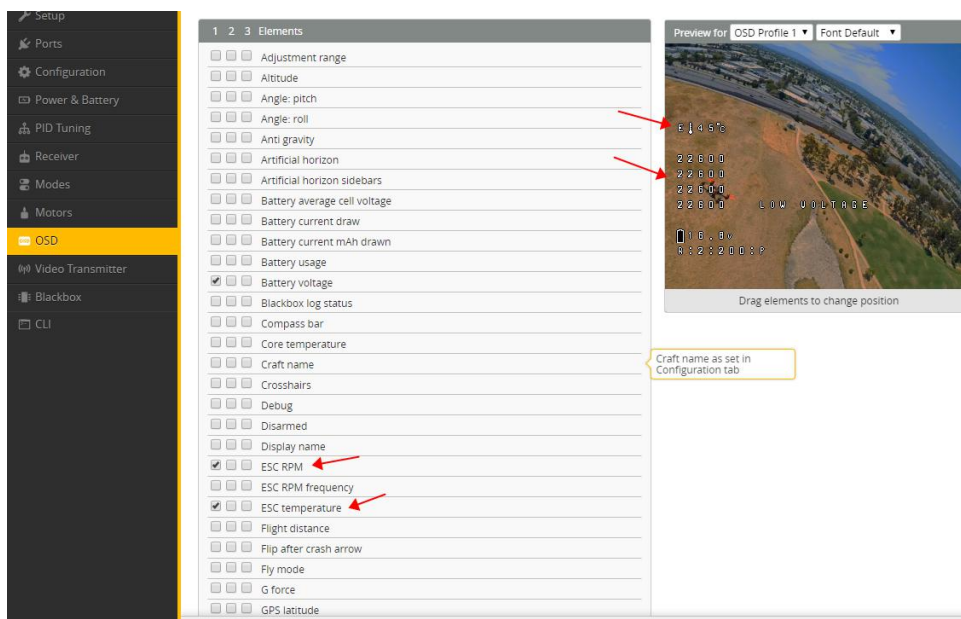 Setup
Ports
Configuration
Power & Battery
PID Tuning
Receiver
Modes
Motors
OSD
Video Transmitter
Blackbox
CLI
1 2 3 Elements
Adjustment range
Altitude
Angle: pitch
Angle: roll
Anti gravity
Artificial horizon
Artificial horizon sidebars
Battery average cell voltage
Battery current draw
Battery current mAh drawn
Battery usage
Battery voltage
Blackbox log status
Compass bar
Core temperature
Craft name
Crosshairs
Debug
Disarmed
Display name
ESC RPM
ESC RPM frequency
ESC temperature
Flight distance
Flip after crash arrow
Fly mode
G force
GPS latitude
Preview for OSD Profile 1 Font Default
E 45°C
22600
22600
22600
22600 LOW VOLTAGE
16.8V
R:2:200:P
Drag elements to change position
Craft name as set in
Configuration tab